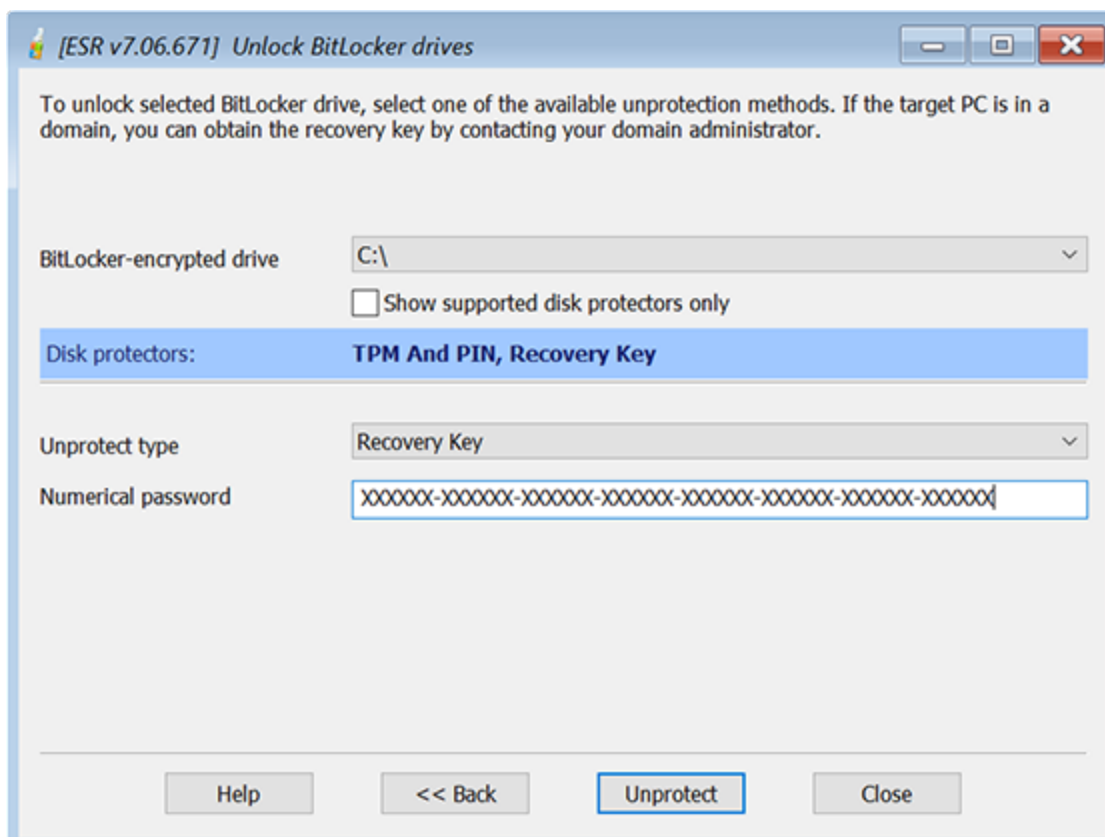 [ESR v7.06.671] Unlock BitLocker drives
To unlock selected BitLocker drive, select one of the available unprotection methods. If the target PC is in a
domain, you can obtain the recovery key by contacting your domain administrator.
BitLocker-encrypted drive C:\
Show supported disk protectors only
Disk protectors: TPM And PIN, Recovery Key
Unprotect type Recovery Key
Numerical password XXXXXX-XXXXXX-XXXXXX-XXXXXX-XXXXXX-XXXXXX-XXXXXX-XXXXXX
Help << Back Unprotect Close